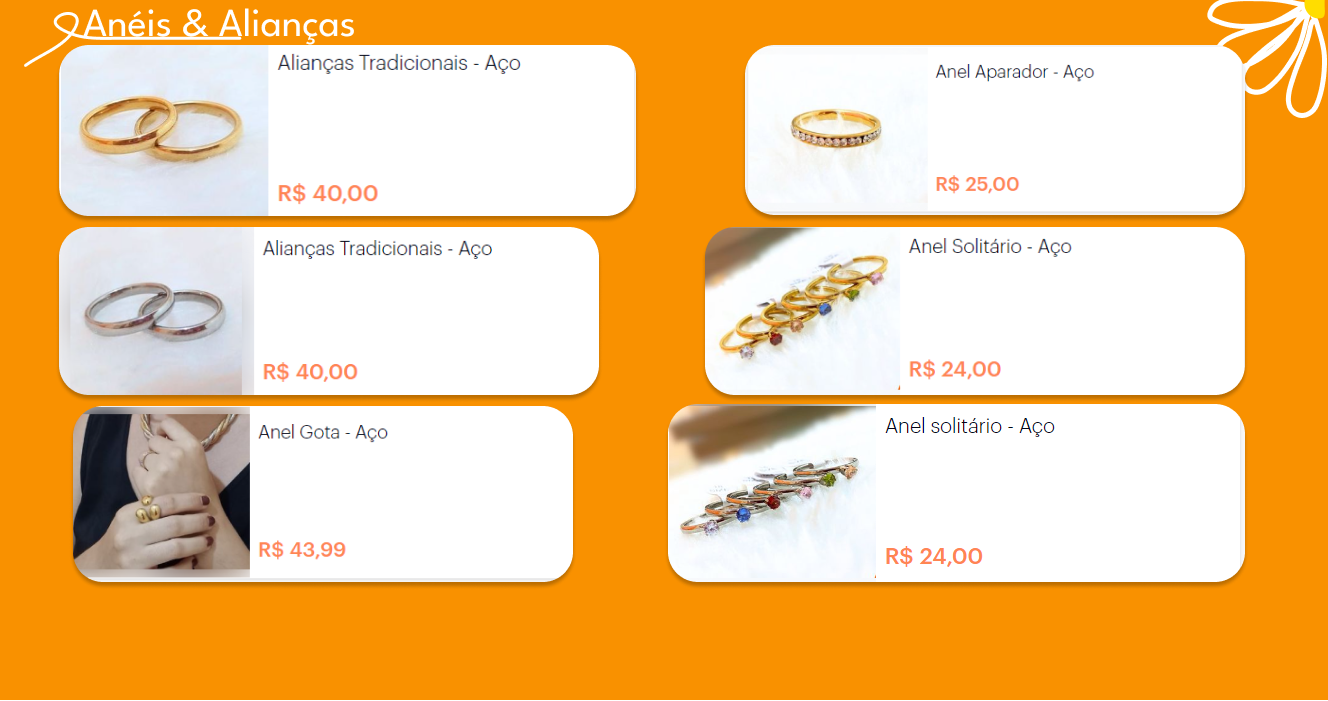 Anéis & Alianças
Alianças Tradicionais - Aço
R$ 40,00
Anel Aparador - Aço
R$ 25,00
Alianças Tradicionais - Aço
R$ 40,00
Anel Solitário - Aço
R$ 24,00
Anel Gota - Aço
R$ 43,99
Anel solitário - Aço
R$ 24,00